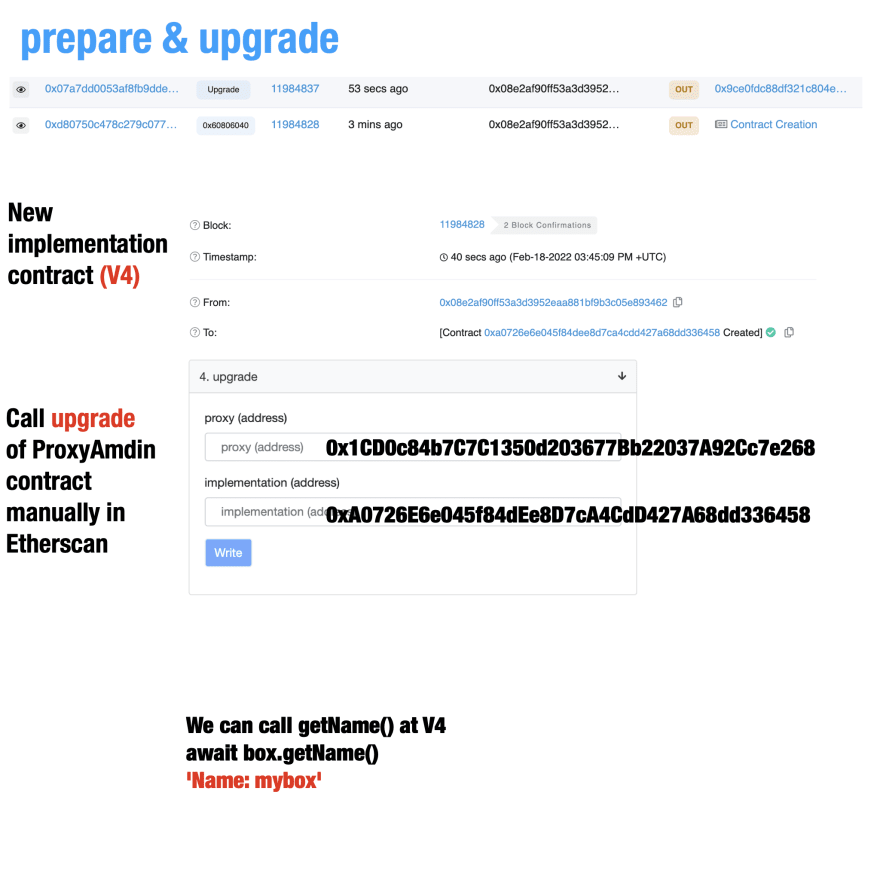 prepare & upgrade
0x07a7dd0053af8fb9dde... Upgrade 11984837 53 secs ago 0x08e2af90ff53a3d3952... OUT 0x9ce0fdc88df321c804e...
0xd80750c478c279c077... 0x60806040 11984828 3 mins ago 0x08e2af90ff53a3d3952... OUT Contract Creation
New
implementation
contract (V4)
Block: 11984828 2 Block Confirmations
Timestamp: 40 secs ago (Feb-18-2022 03:45:09 PM +UTC)
From: 0x08e2af90ff53a3d3952eaa881bf9b3c05e893462
To: [Contract 0xa0726e6e045f84dee8d7ca4cdd427a68dd336458 Created]
Call upgrade
of ProxyAmdin
contract
manually in
Etherscan
4. upgrade
proxy (address)
proxy (address) 0x1CD0c84b7C7C1350d203677Bb22037A92Cc7e268
implementation (address)
implementation (address) 0xA0726E6e045f84dEe8D7cA4CdD427A68dd336458
Write
We can call getName() at V4
await box.getName()
'Name: mybox'